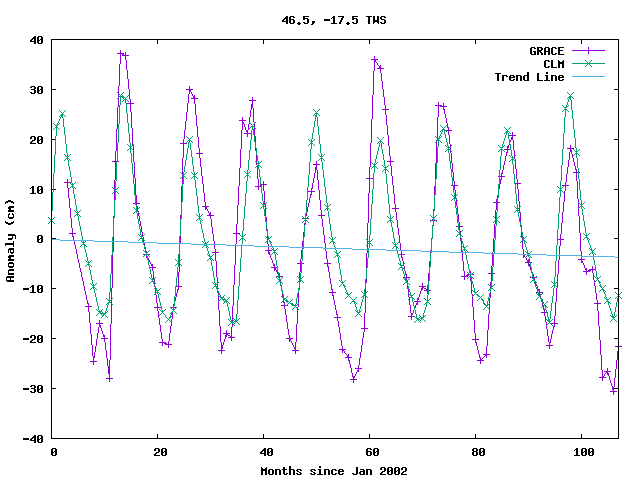 46.5, -17.5 TWS
GRACE
CLM
Trend Line
Anomaly (cm)
40
30
20
10
0
-10
-20
-30
-40
0 20 40 60 80 100
Months since Jan 2002